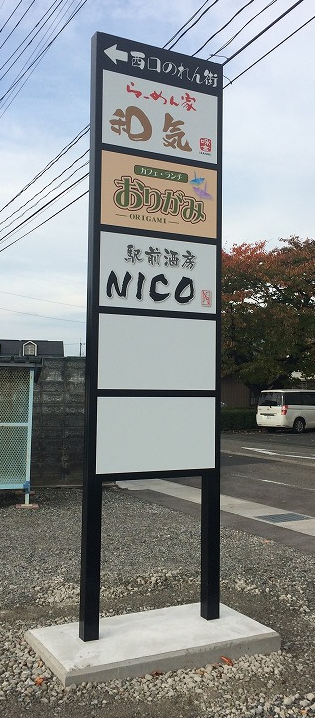 ←西口のれん街
らーめん家
和気
カフェ・ランチ
おりがみ
ORIGAMI
駅前酒房
NICO